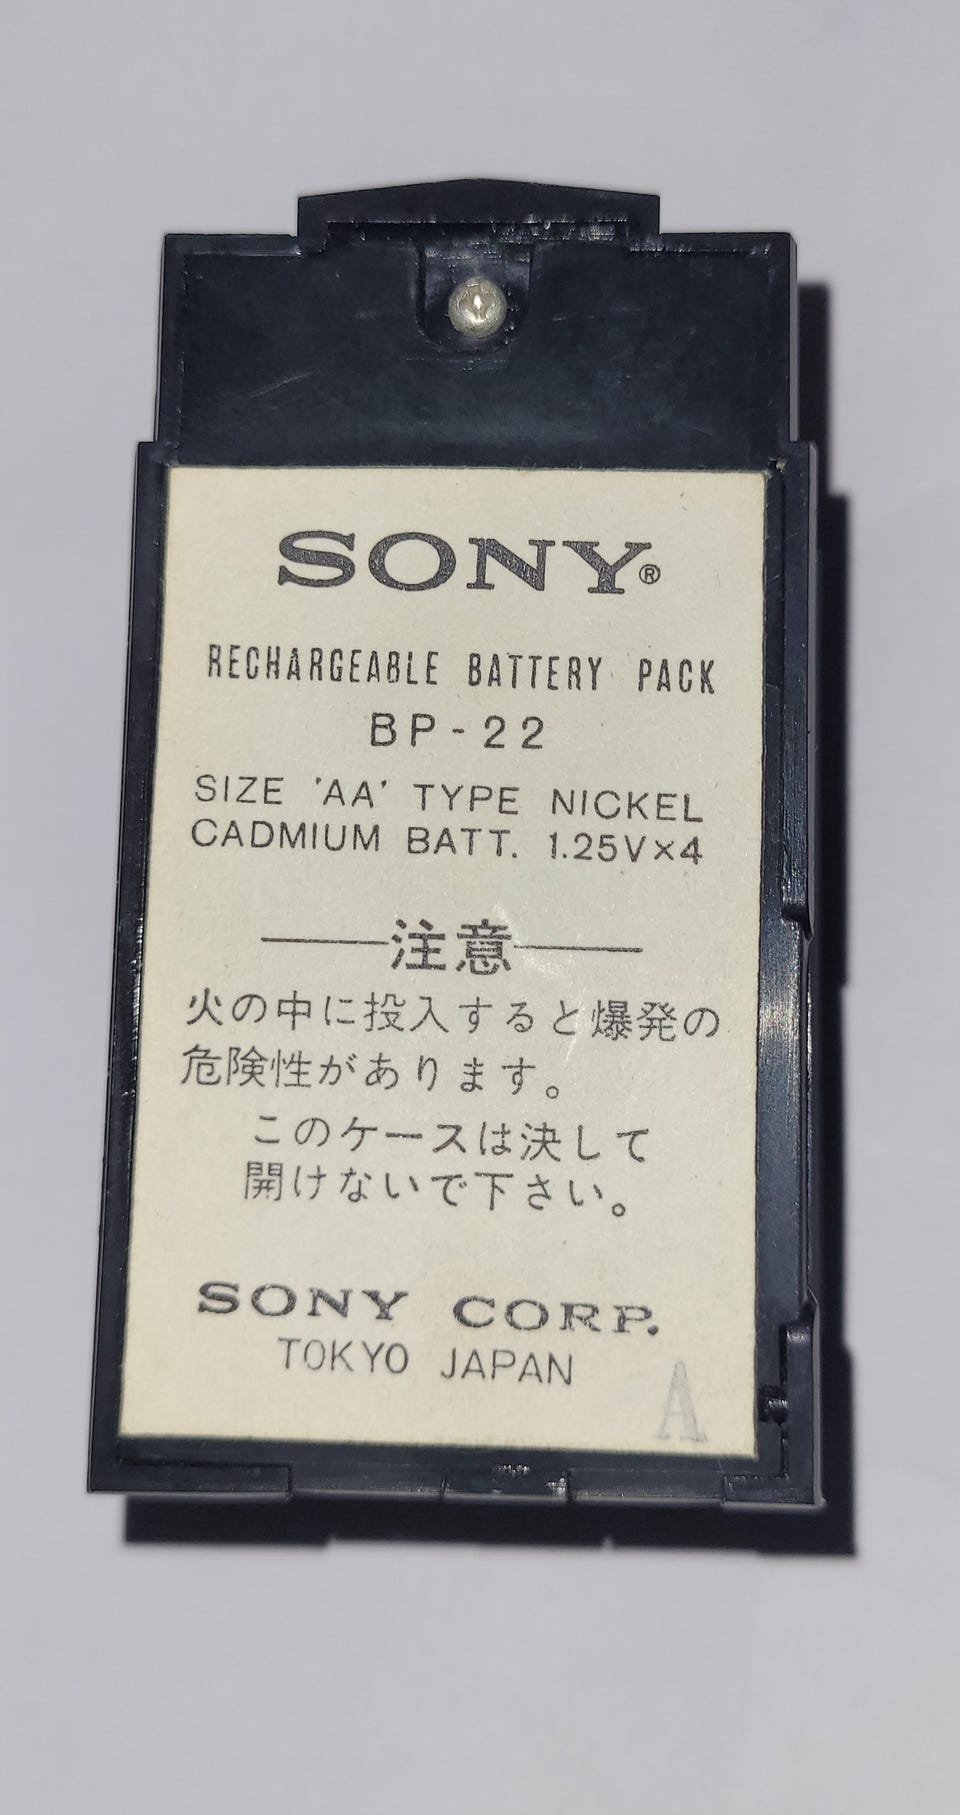 SONY®
RECHARGEABLE BATTERY PACK
BP-22
SIZE 'AA' TYPE NICKEL
CADMIUM BATT. 1.25V×4
注意
火の中に投入すると爆発の
危険性があります。
このケースは決して
開けないで下さい。
SONY CORP.
TOKYO JAPAN
A